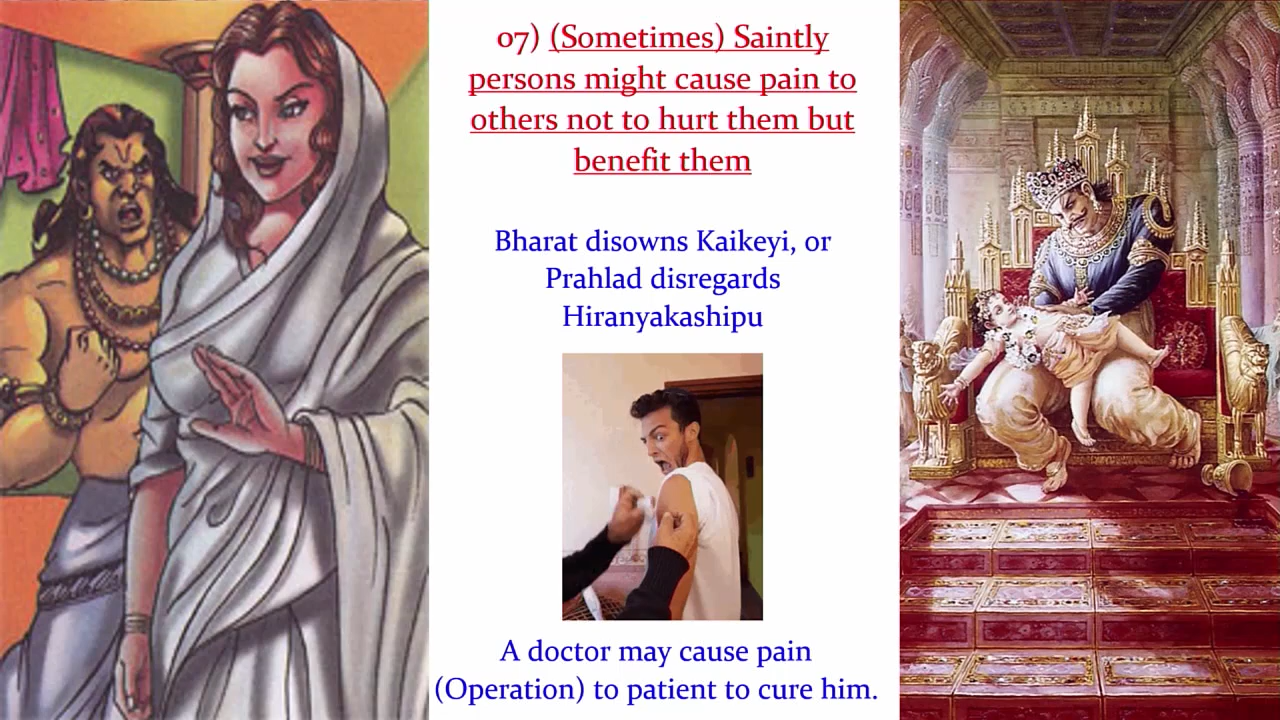 07) (Sometimes) Saintly
persons might cause pain to
others not to hurt them but
benefit them
Bharat disowns Kaikeyi, or
Prahlad disregards
Hiranyakashipu
A doctor may cause pain
(Operation) to patient to cure him.